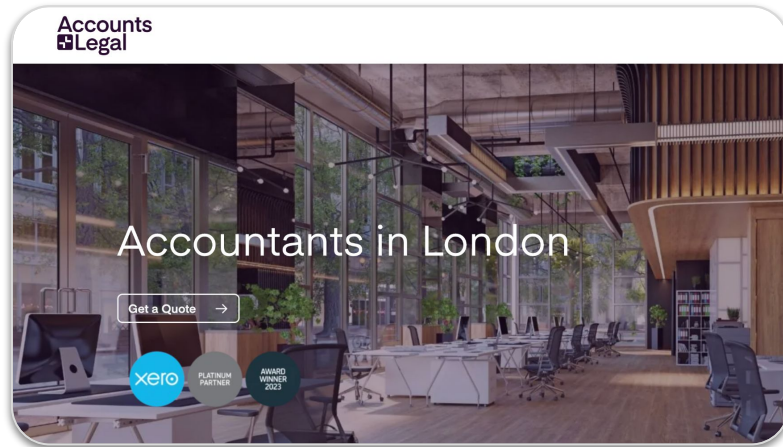 Accounts
+Legal
Accountants in London
Get a Quote →
xero
PLATINUM
PARTNER
AWARD
WINNER
2023